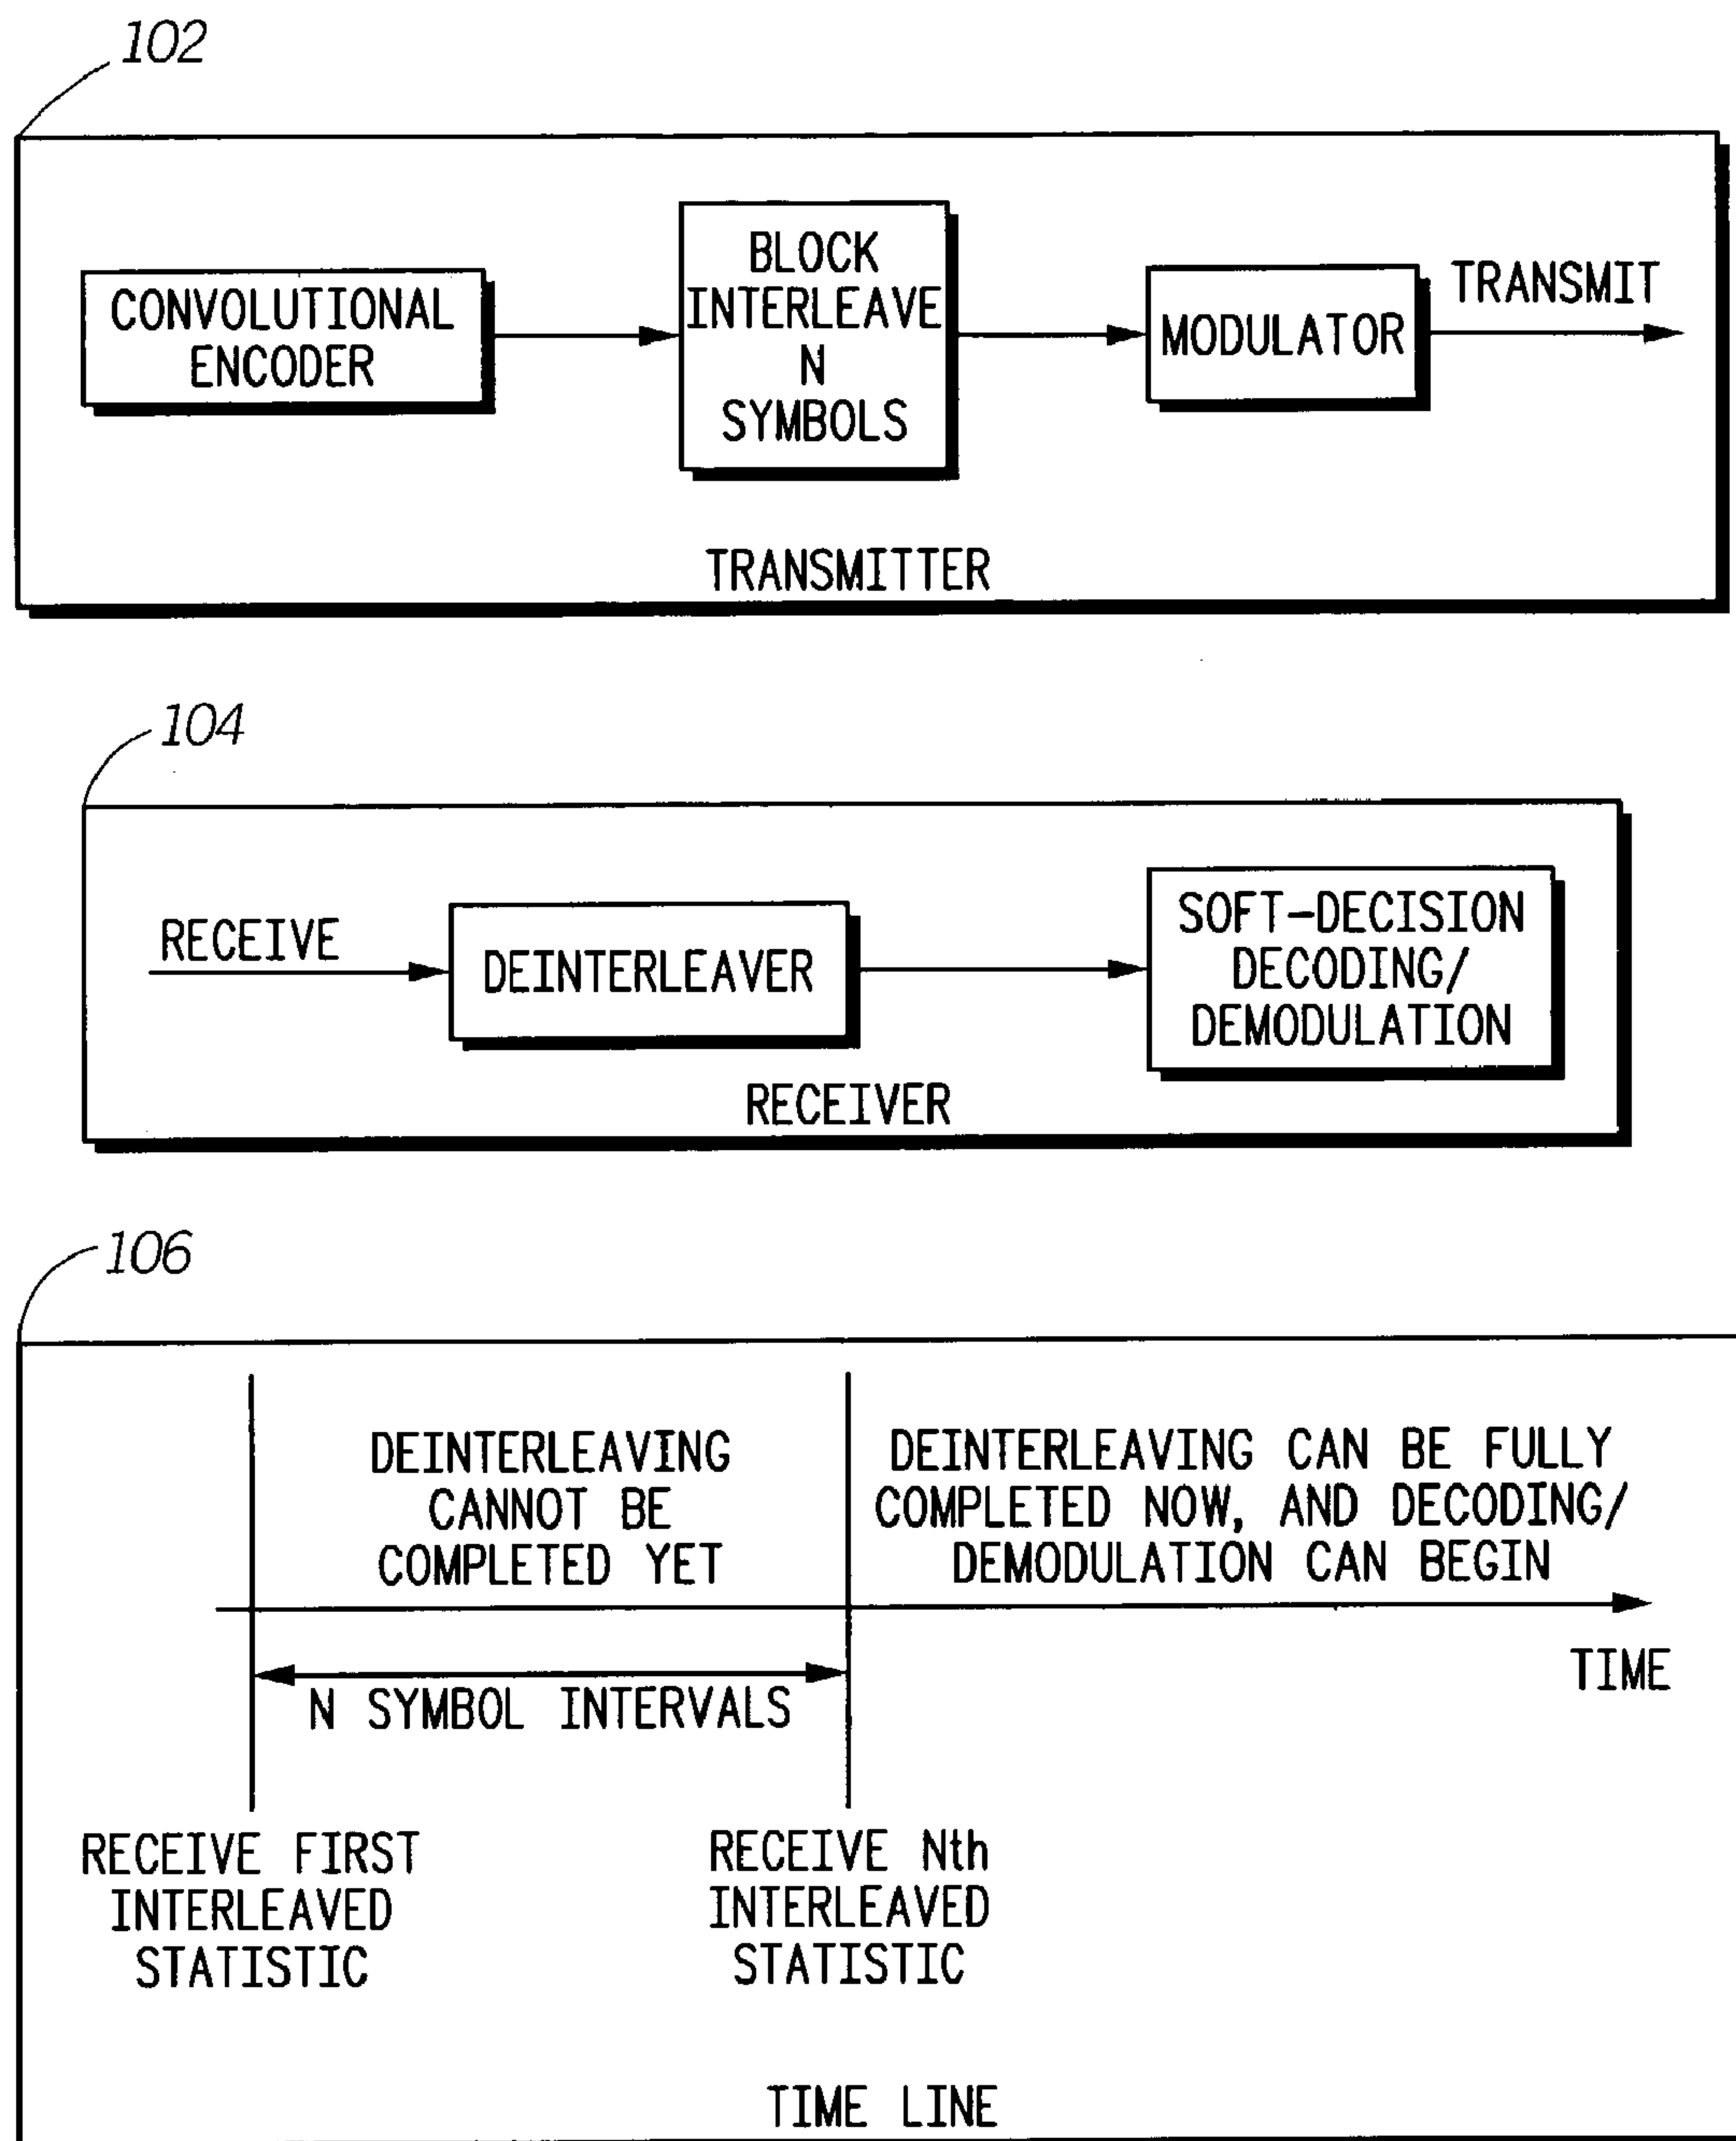 102
CONVOLUTIONAL
ENCODER
BLOCK
INTERLEAVE
N
SYMBOLS
MODULATOR
TRANSMIT
TRANSMITTER
104
RECEIVE
DEINTERLEAVER
SOFT-DECISION
DECODING/
DEMODULATION
RECEIVER
106
DEINTERLEAVING
CANNOT BE
COMPLETED YET
DEINTERLEAVING CAN BE FULLY
COMPLETED NOW, AND DECODING/
DEMODULATION CAN BEGIN
TIME
N SYMBOL INTERVALS
RECEIVE FIRST
INTERLEAVED
STATISTIC
RECEIVE Nth
INTERLEAVED
STATISTIC
TIME LINE